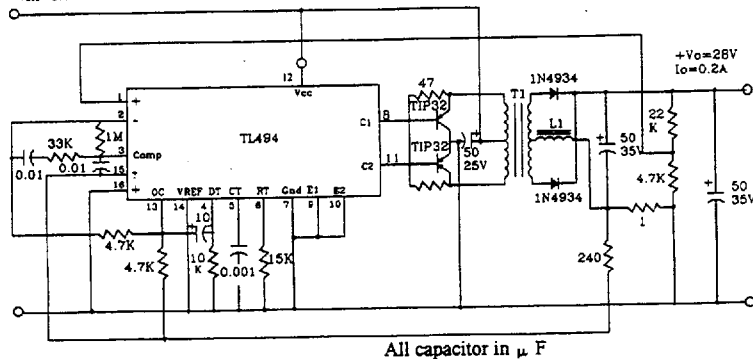 12
Vcc
1
+
2
-
1M
33K
3
Comp
0.01
0.01
15
-
16
+
TL494
C1
8
C2
11
OC
VREF
DT
CT
RT
Gnd
E1
E2
13
14
4
5
6
7
9
10
47
TIP32
TIP32
50
25V
T1
1N4934
L1
1N4934
+Vo=28V
Io=0.2A
50
35V
22
K
4.7K
50
35V
1
240
4.7K
4.7K
10
10
K
0.001
15K
All capacitor in μ F